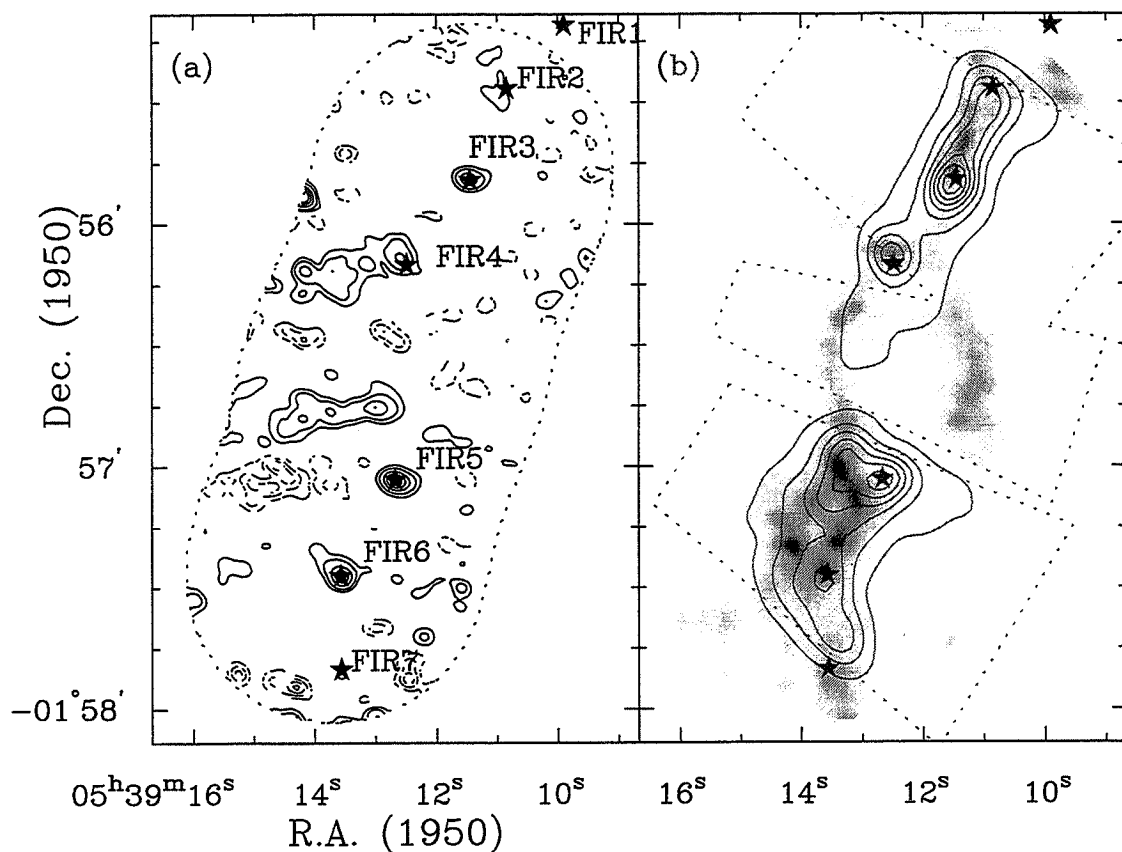 (a)
FIR1
(b)
FIR2
FIR3
56′
FIR4
Dec. (1950)
57′
FIR5
FIR6
FIR7
−01°58′
05ʰ39ᵐ16ˢ 14ˢ 12ˢ 10ˢ 16ˢ 14ˢ 12ˢ 10ˢ
R.A. (1950)